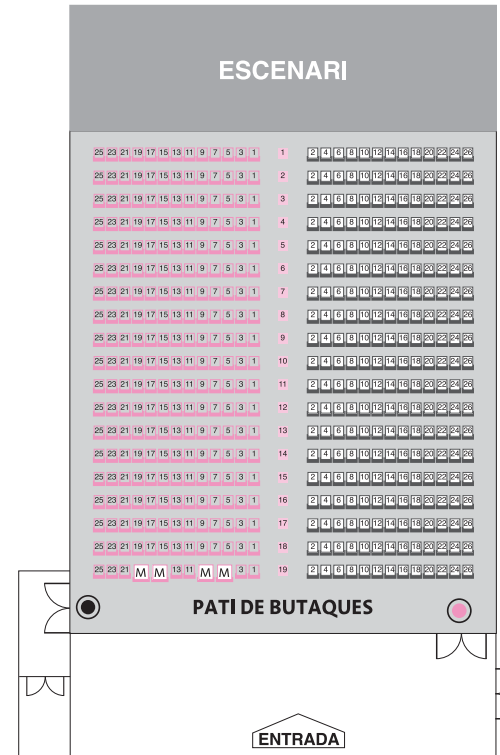 ESCENARI
25 23 21 19 17 15 13 11 9 7 5 3 1 1 2 4 6 8 10 12 14 16 18 20 22 24 26
25 23 21 19 17 15 13 11 9 7 5 3 1 2 2 4 6 8 10 12 14 16 18 20 22 24 26
25 23 21 19 17 15 13 11 9 7 5 3 1 3 2 4 6 8 10 12 14 16 18 20 22 24 26
25 23 21 19 17 15 13 11 9 7 5 3 1 4 2 4 6 8 10 12 14 16 18 20 22 24 26
25 23 21 19 17 15 13 11 9 7 5 3 1 5 2 4 6 8 10 12 14 16 18 20 22 24 26
25 23 21 19 17 15 13 11 9 7 5 3 1 6 2 4 6 8 10 12 14 16 18 20 22 24 26
25 23 21 19 17 15 13 11 9 7 5 3 1 7 2 4 6 8 10 12 14 16 18 20 22 24 26
25 23 21 19 17 15 13 11 9 7 5 3 1 8 2 4 6 8 10 12 14 16 18 20 22 24 26
25 23 21 19 17 15 13 11 9 7 5 3 1 9 2 4 6 8 10 12 14 16 18 20 22 24 26
25 23 21 19 17 15 13 11 9 7 5 3 1 10 2 4 6 8 10 12 14 16 18 20 22 24 26
25 23 21 19 17 15 13 11 9 7 5 3 1 11 2 4 6 8 10 12 14 16 18 20 22 24 26
25 23 21 19 17 15 13 11 9 7 5 3 1 12 2 4 6 8 10 12 14 16 18 20 22 24 26
25 23 21 19 17 15 13 11 9 7 5 3 1 13 2 4 6 8 10 12 14 16 18 20 22 24 26
25 23 21 19 17 15 13 11 9 7 5 3 1 14 2 4 6 8 10 12 14 16 18 20 22 24 26
25 23 21 19 17 15 13 11 9 7 5 3 1 15 2 4 6 8 10 12 14 16 18 20 22 24 26
25 23 21 19 17 15 13 11 9 7 5 3 1 16 2 4 6 8 10 12 14 16 18 20 22 24 26
25 23 21 19 17 15 13 11 9 7 5 3 1 17 2 4 6 8 10 12 14 16 18 20 22 24 26
25 23 21 19 17 15 13 11 9 7 5 3 1 18 2 4 6 8 10 12 14 16 18 20 22 24 26
25 23 21 M M 13 11 M M 3 1 19 2 4 6 8 10 12 14 16 18 20 22 24 26
PATI DE BUTAQUES
ENTRADA